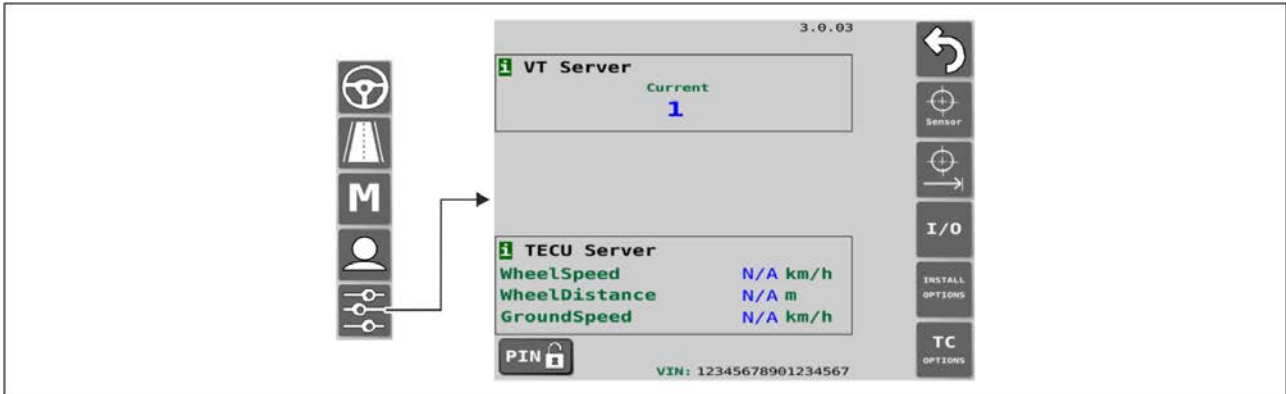 3.0.03
i VT Server
Current
1
M
Sensor
I/O
i TECU Server
WheelSpeed N/A km/h
WheelDistance N/A m
GroundSpeed N/A km/h
INSTALL
OPTIONS
TC
OPTIONS
PIN
VIN: 12345678901234567